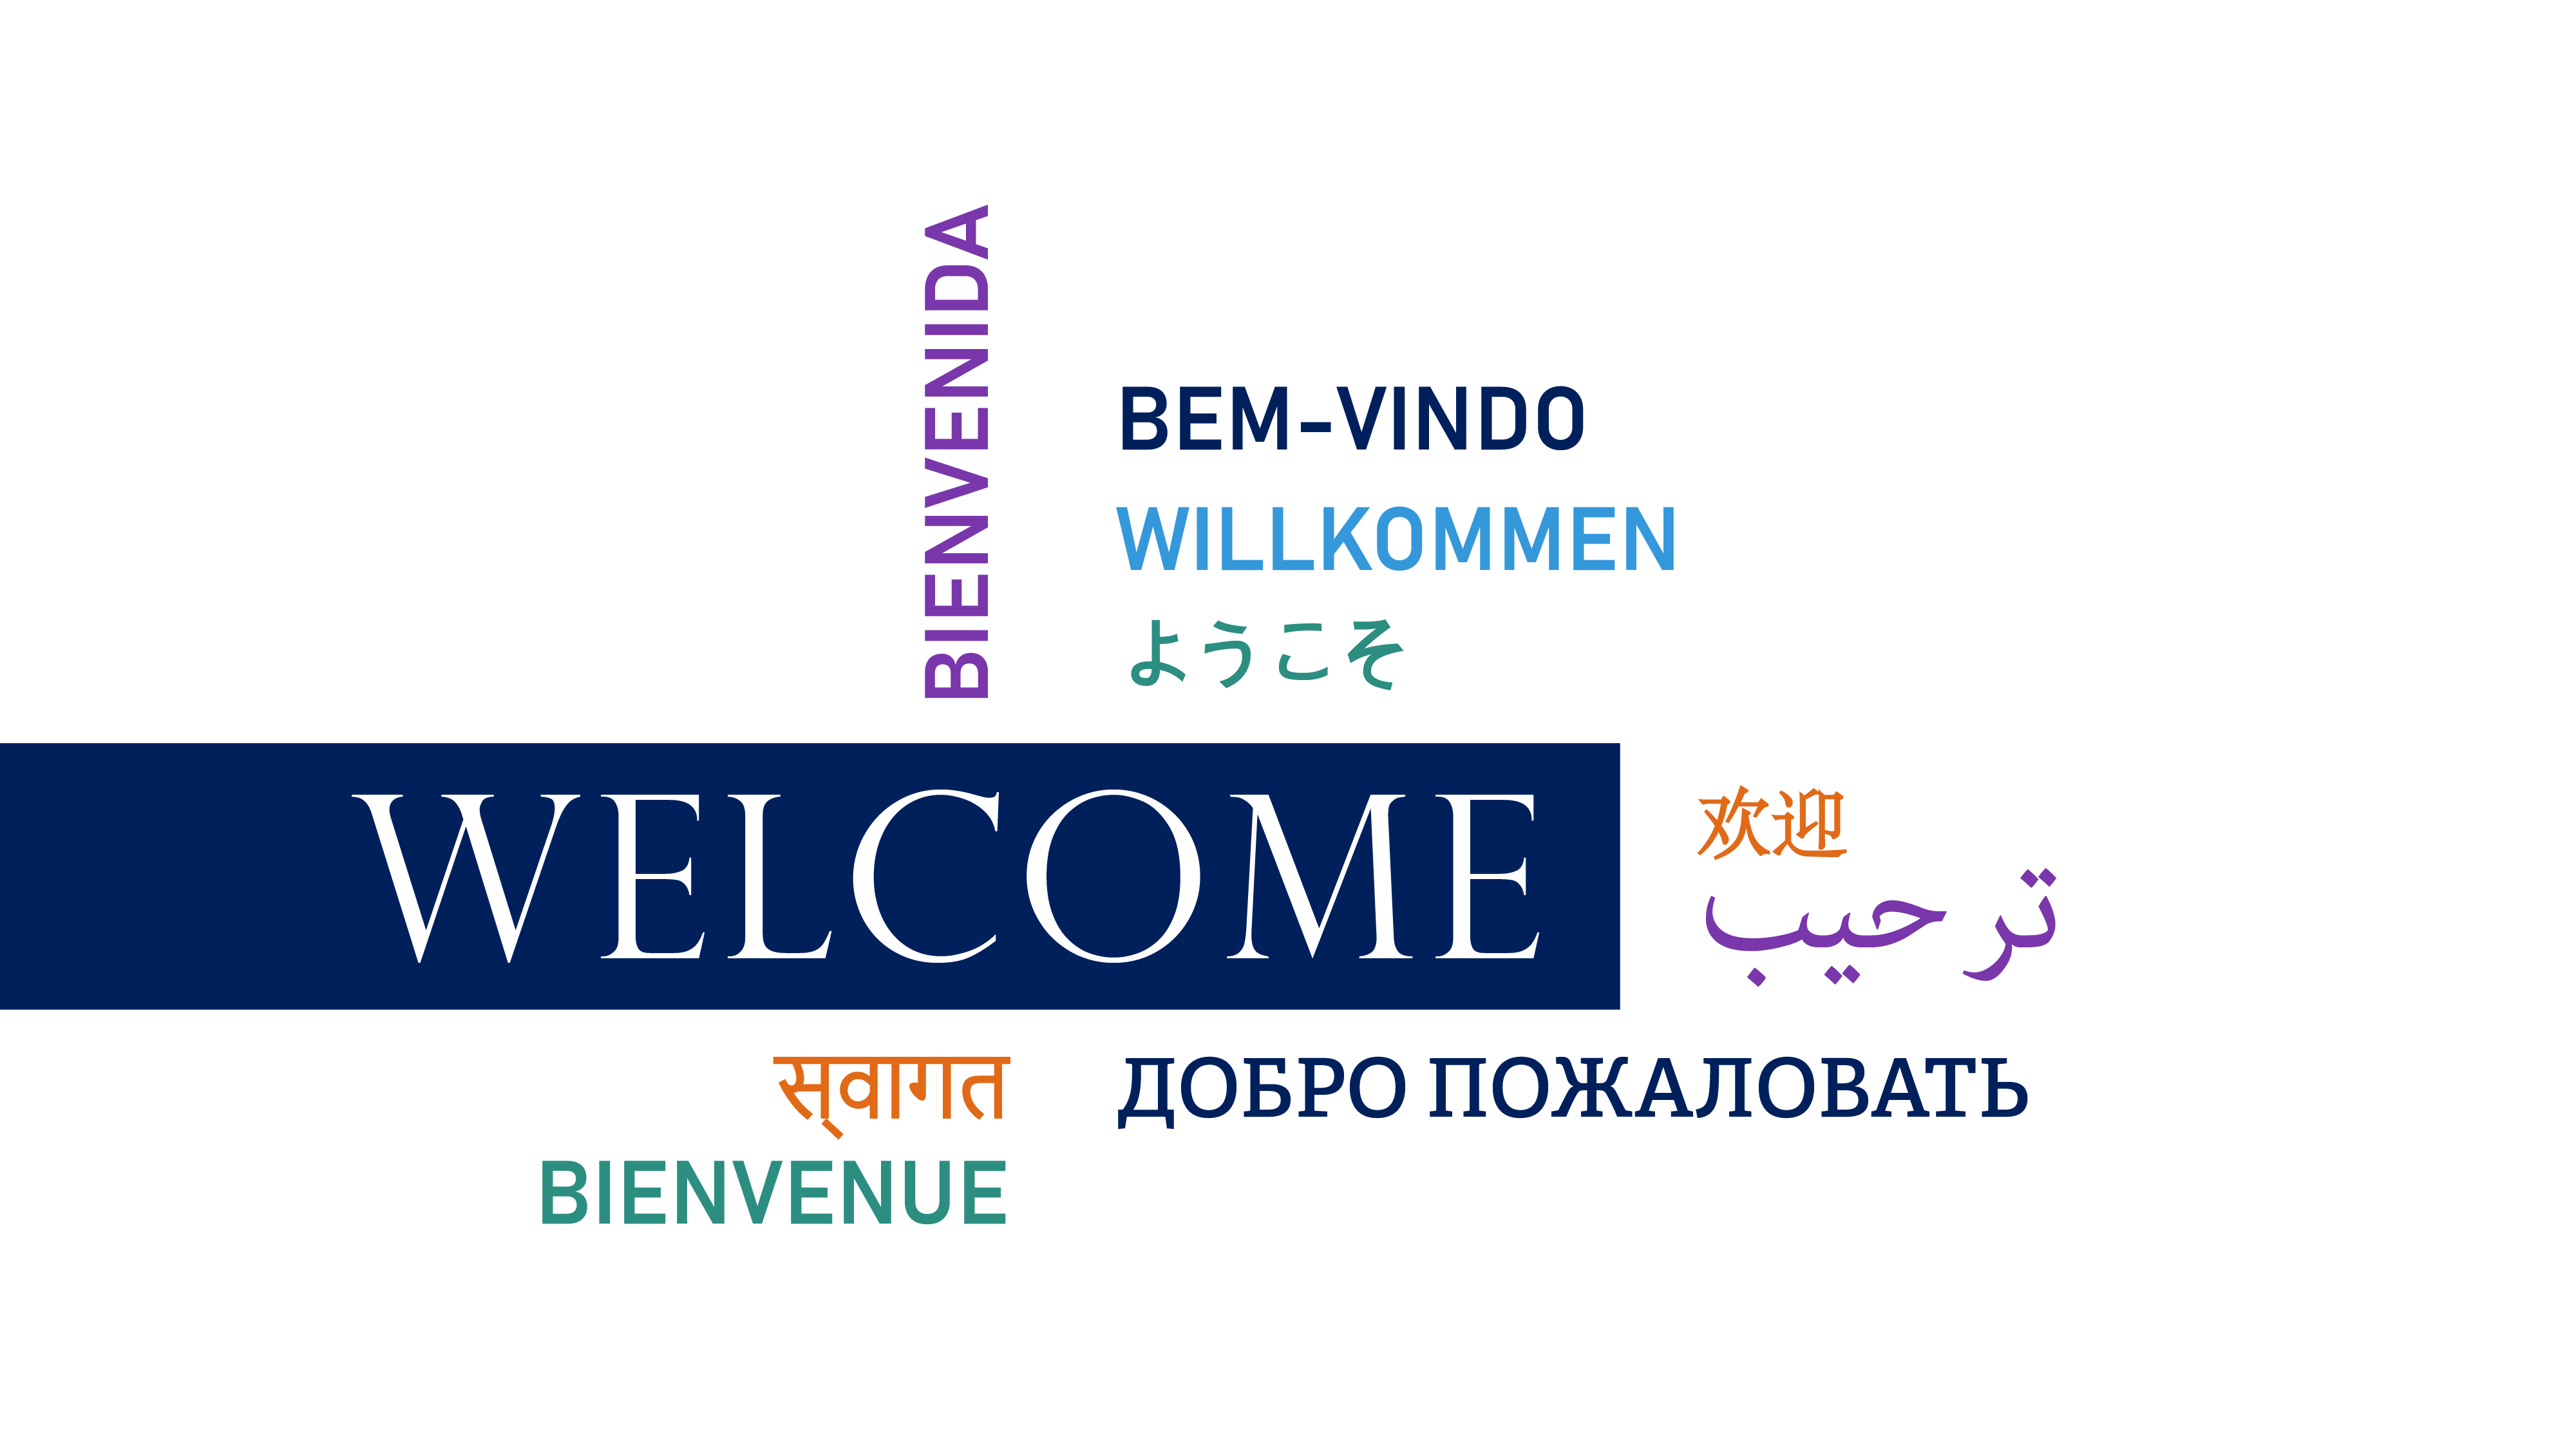 BIENVENIDA
BEM-VINDO
WILLKOMMEN
ようこそ
WELCOME
欢迎
ترحيب
स्वागत
ДОБРО ПОЖАЛОВАТЬ
BIENVENUE